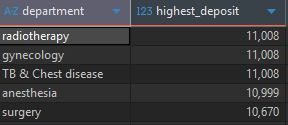 A-Z department 123 highest_deposit
radiotherapy 11,008
gynecology 11,008
TB & Chest disease 11,008
anesthesia 10,999
surgery 10,670